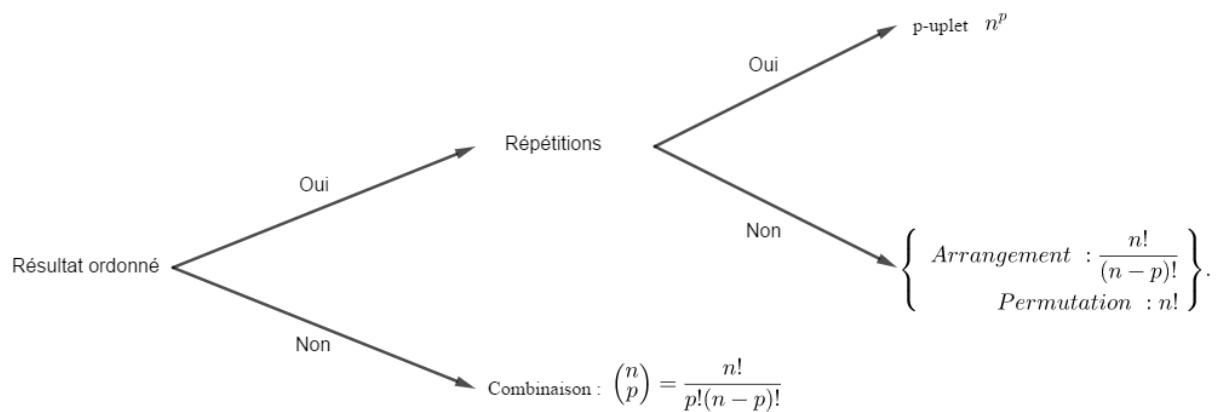 p-uplet n^p
Oui
Répétitions
Oui
Non
Arrangement : n!/(n − p)!
Résultat ordonné
Permutation : n!
Non
Combinaison : (n p) = n!/p!(n − p)!